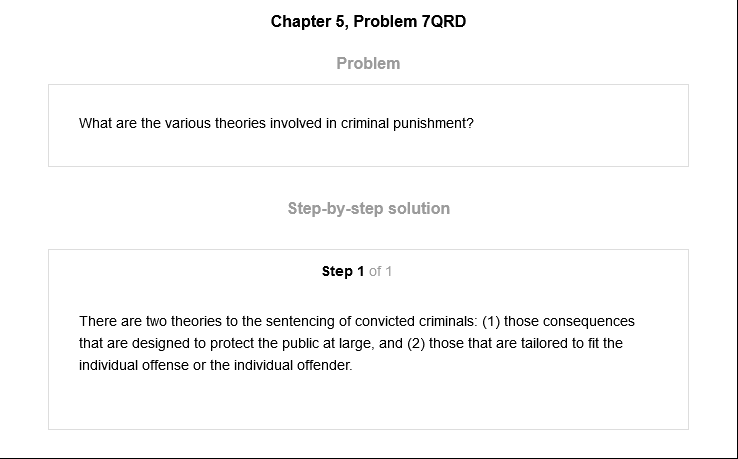 Chapter 5, Problem 7QRD
Problem
What are the various theories involved in criminal punishment?
Step-by-step solution
Step 1 of 1
There are two theories to the sentencing of convicted criminals: (1) those consequences
that are designed to protect the public at large, and (2) those that are tailored to fit the
individual offense or the individual offender.